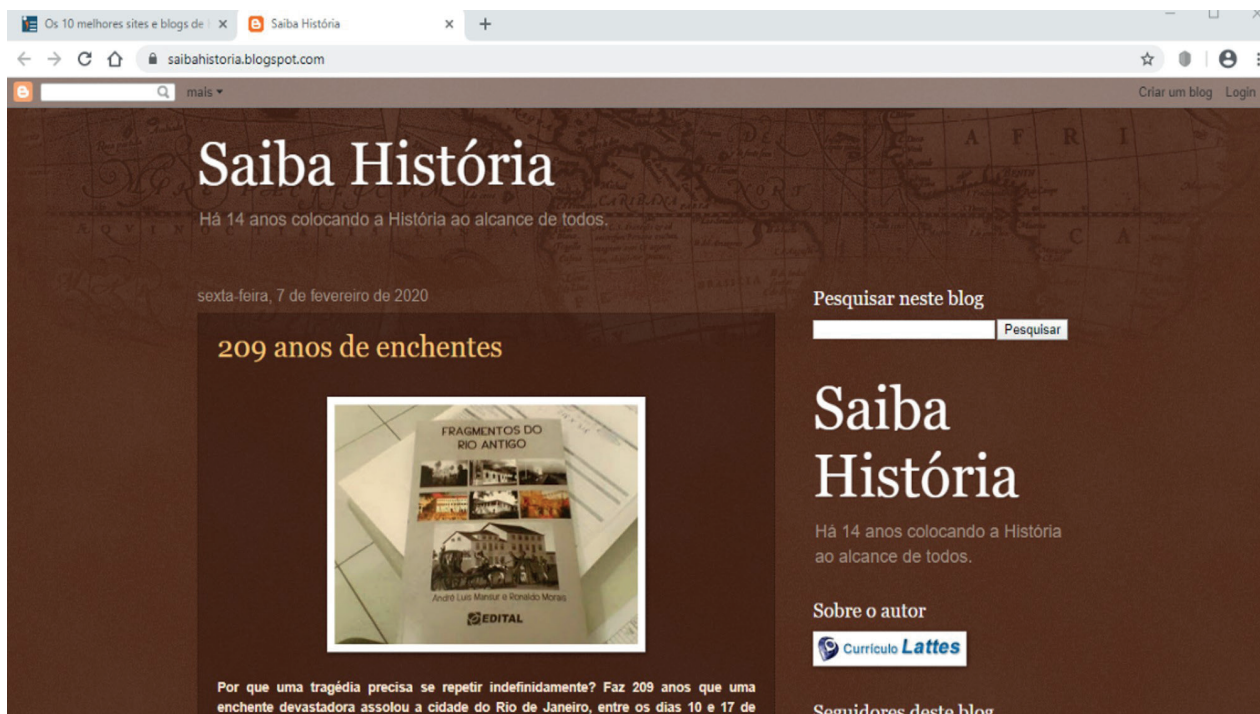 Os 10 melhores sites e blogs de
Saiba História
saibahistoria.blogspot.com
mais
Criar um blog Login
Saiba História
Há 14 anos colocando a História ao alcance de todos.
sexta-feira, 7 de fevereiro de 2020
209 anos de enchentes
FRAGMENTOS DO
RIO ANTIGO
André Luis Mansur e Ronaldo Morais
EDITAL
Por que uma tragédia precisa se repetir indefinidamente? Faz 209 anos que uma
enchente devastadora assolou a cidade do Rio de Janeiro, entre os dias 10 e 17 de
Pesquisar neste blog
Pesquisar
Saiba
História
Há 14 anos colocando a História
ao alcance de todos.
Sobre o autor
Currículo Lattes
Seguidores deste blog